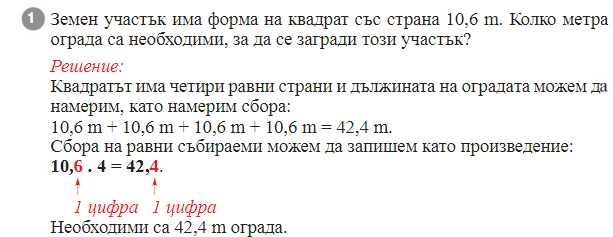 1 Земен участък има форма на квадрат със страна 10,6 m. Колко метра
ограда са необходими, за да се загради този участък?
Решение:
Квадратът има четири равни страни и дължината на оградата можем да
намерим, като намерим сбора:
10,6 m + 10,6 m + 10,6 m + 10,6 m = 42,4 m.
Сбора на равни събираеми можем да запишем като произведение:
10,6 . 4 = 42,4.
1 цифра 1 цифра
Необходими са 42,4 m ограда.